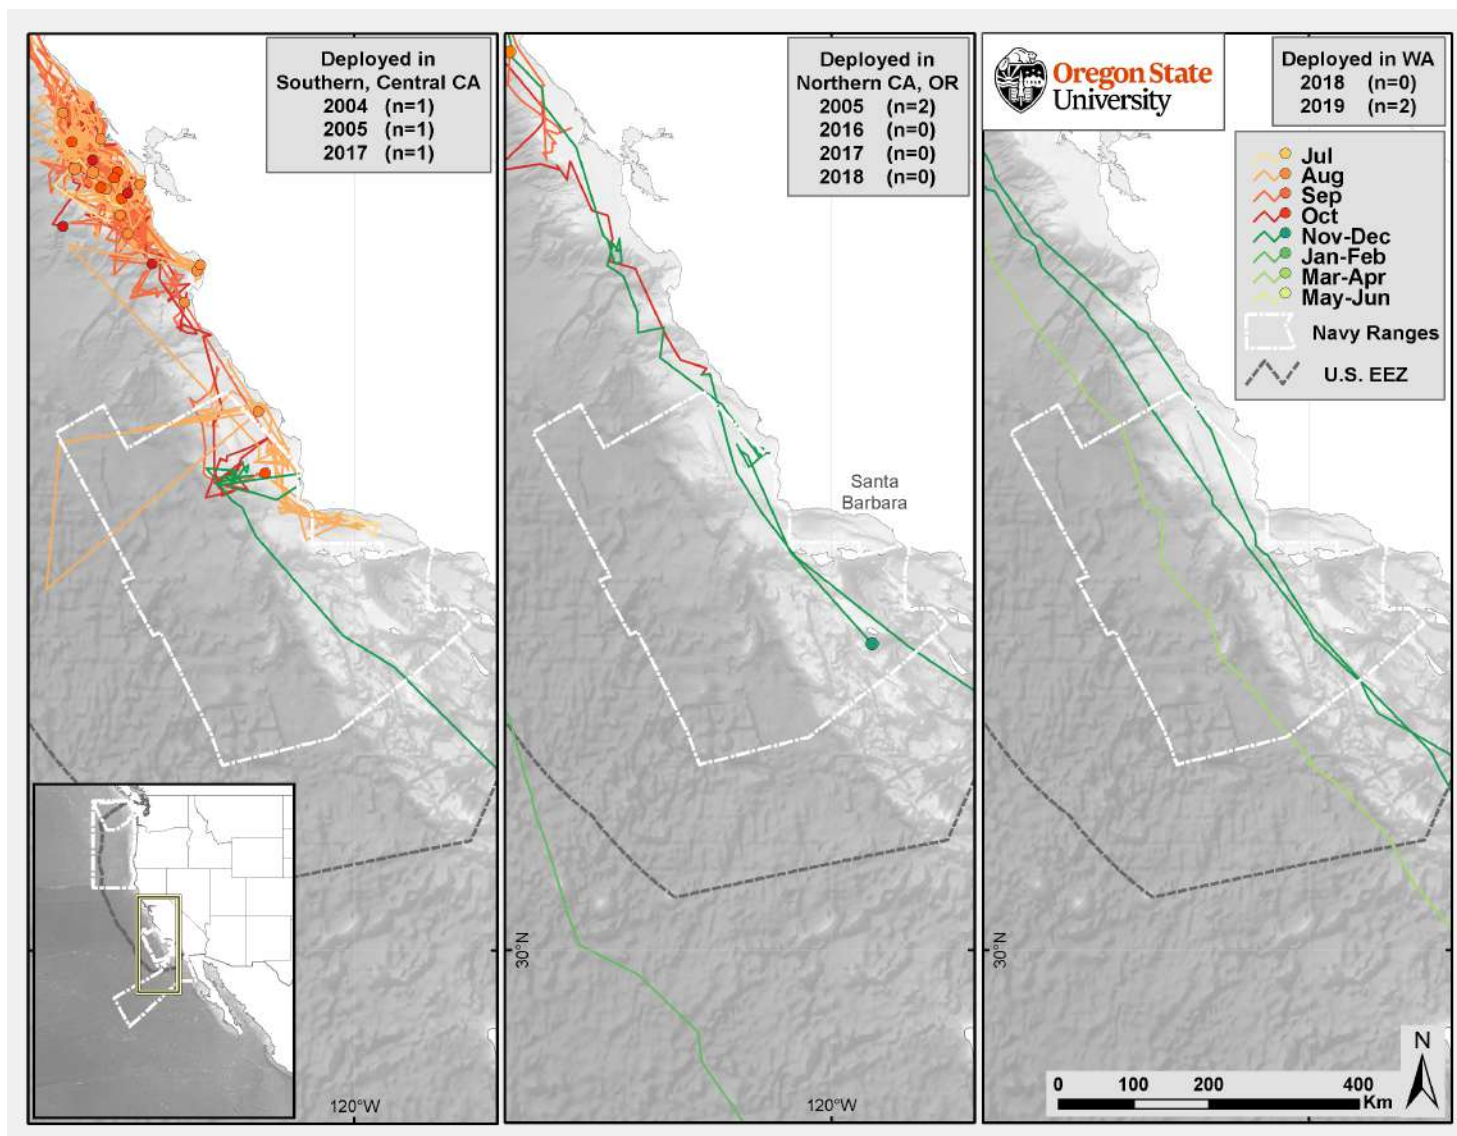 Deployed in
Southern, Central CA
2004 (n=1)
2005 (n=1)
2017 (n=1)
120°W
Deployed in
Northern CA, OR
2005 (n=2)
2016 (n=0)
2017 (n=0)
2018 (n=0)
Santa
Barbara
30°N
120°W
Oregon State
University
Deployed in WA
2018 (n=0)
2019 (n=2)
Jul
Aug
Sep
Oct
Nov-Dec
Jan-Feb
Mar-Apr
May-Jun
Navy Ranges
U.S. EEZ
30°N
N
0 100 200 400
Km